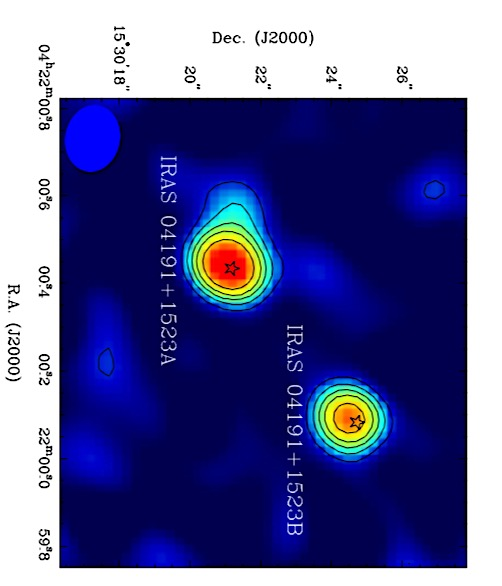 Dec. (J2000)
15°30'18" 20" 22" 24" 26"
04ʰ22ᵐ00ˢ.8
00ˢ.6
00ˢ.4
00ˢ.2
22ᵐ00ˢ.0
59ˢ.8
R.A. (J2000)
IRAS 04191+1523A
IRAS 04191+1523B